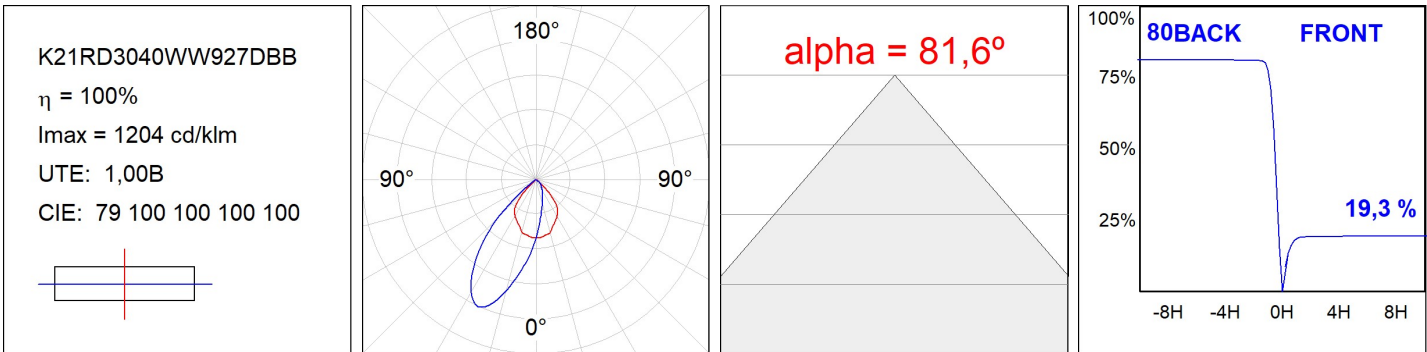 K21RD3040WW927DBB
η = 100%
Imax = 1204 cd/klm
UTE: 1,00B
CIE: 79 100 100 100 100
180°
90° 90°
0°
alpha = 81,6º
100%
80BACK FRONT
75%
50%
25%
19,3 %
-8H -4H 0H 4H 8H